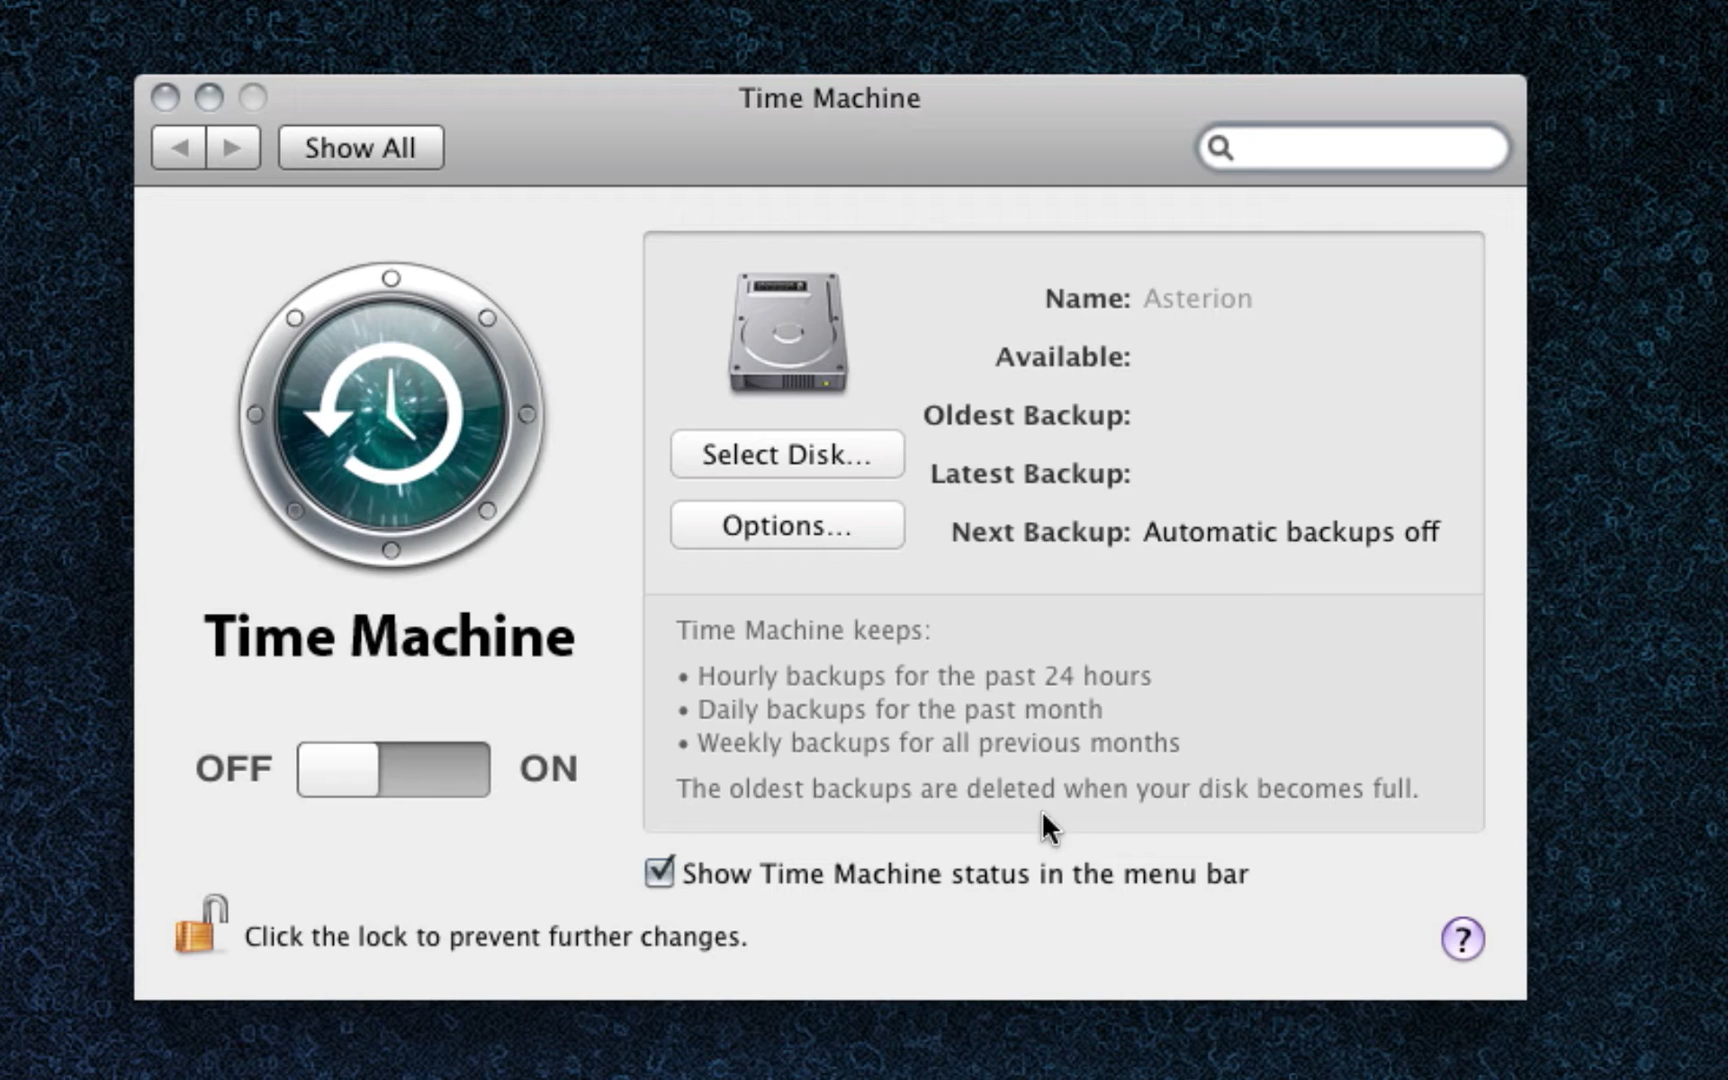 Time Machine
Show All
Name: Asterion
Available:
Oldest Backup:
Latest Backup:
Next Backup: Automatic backups off
Select Disk...
Options...
Time Machine
OFF ON
Time Machine keeps:
• Hourly backups for the past 24 hours
• Daily backups for the past month
• Weekly backups for all previous months
The oldest backups are deleted when your disk becomes full.
Show Time Machine status in the menu bar
Click the lock to prevent further changes.
?